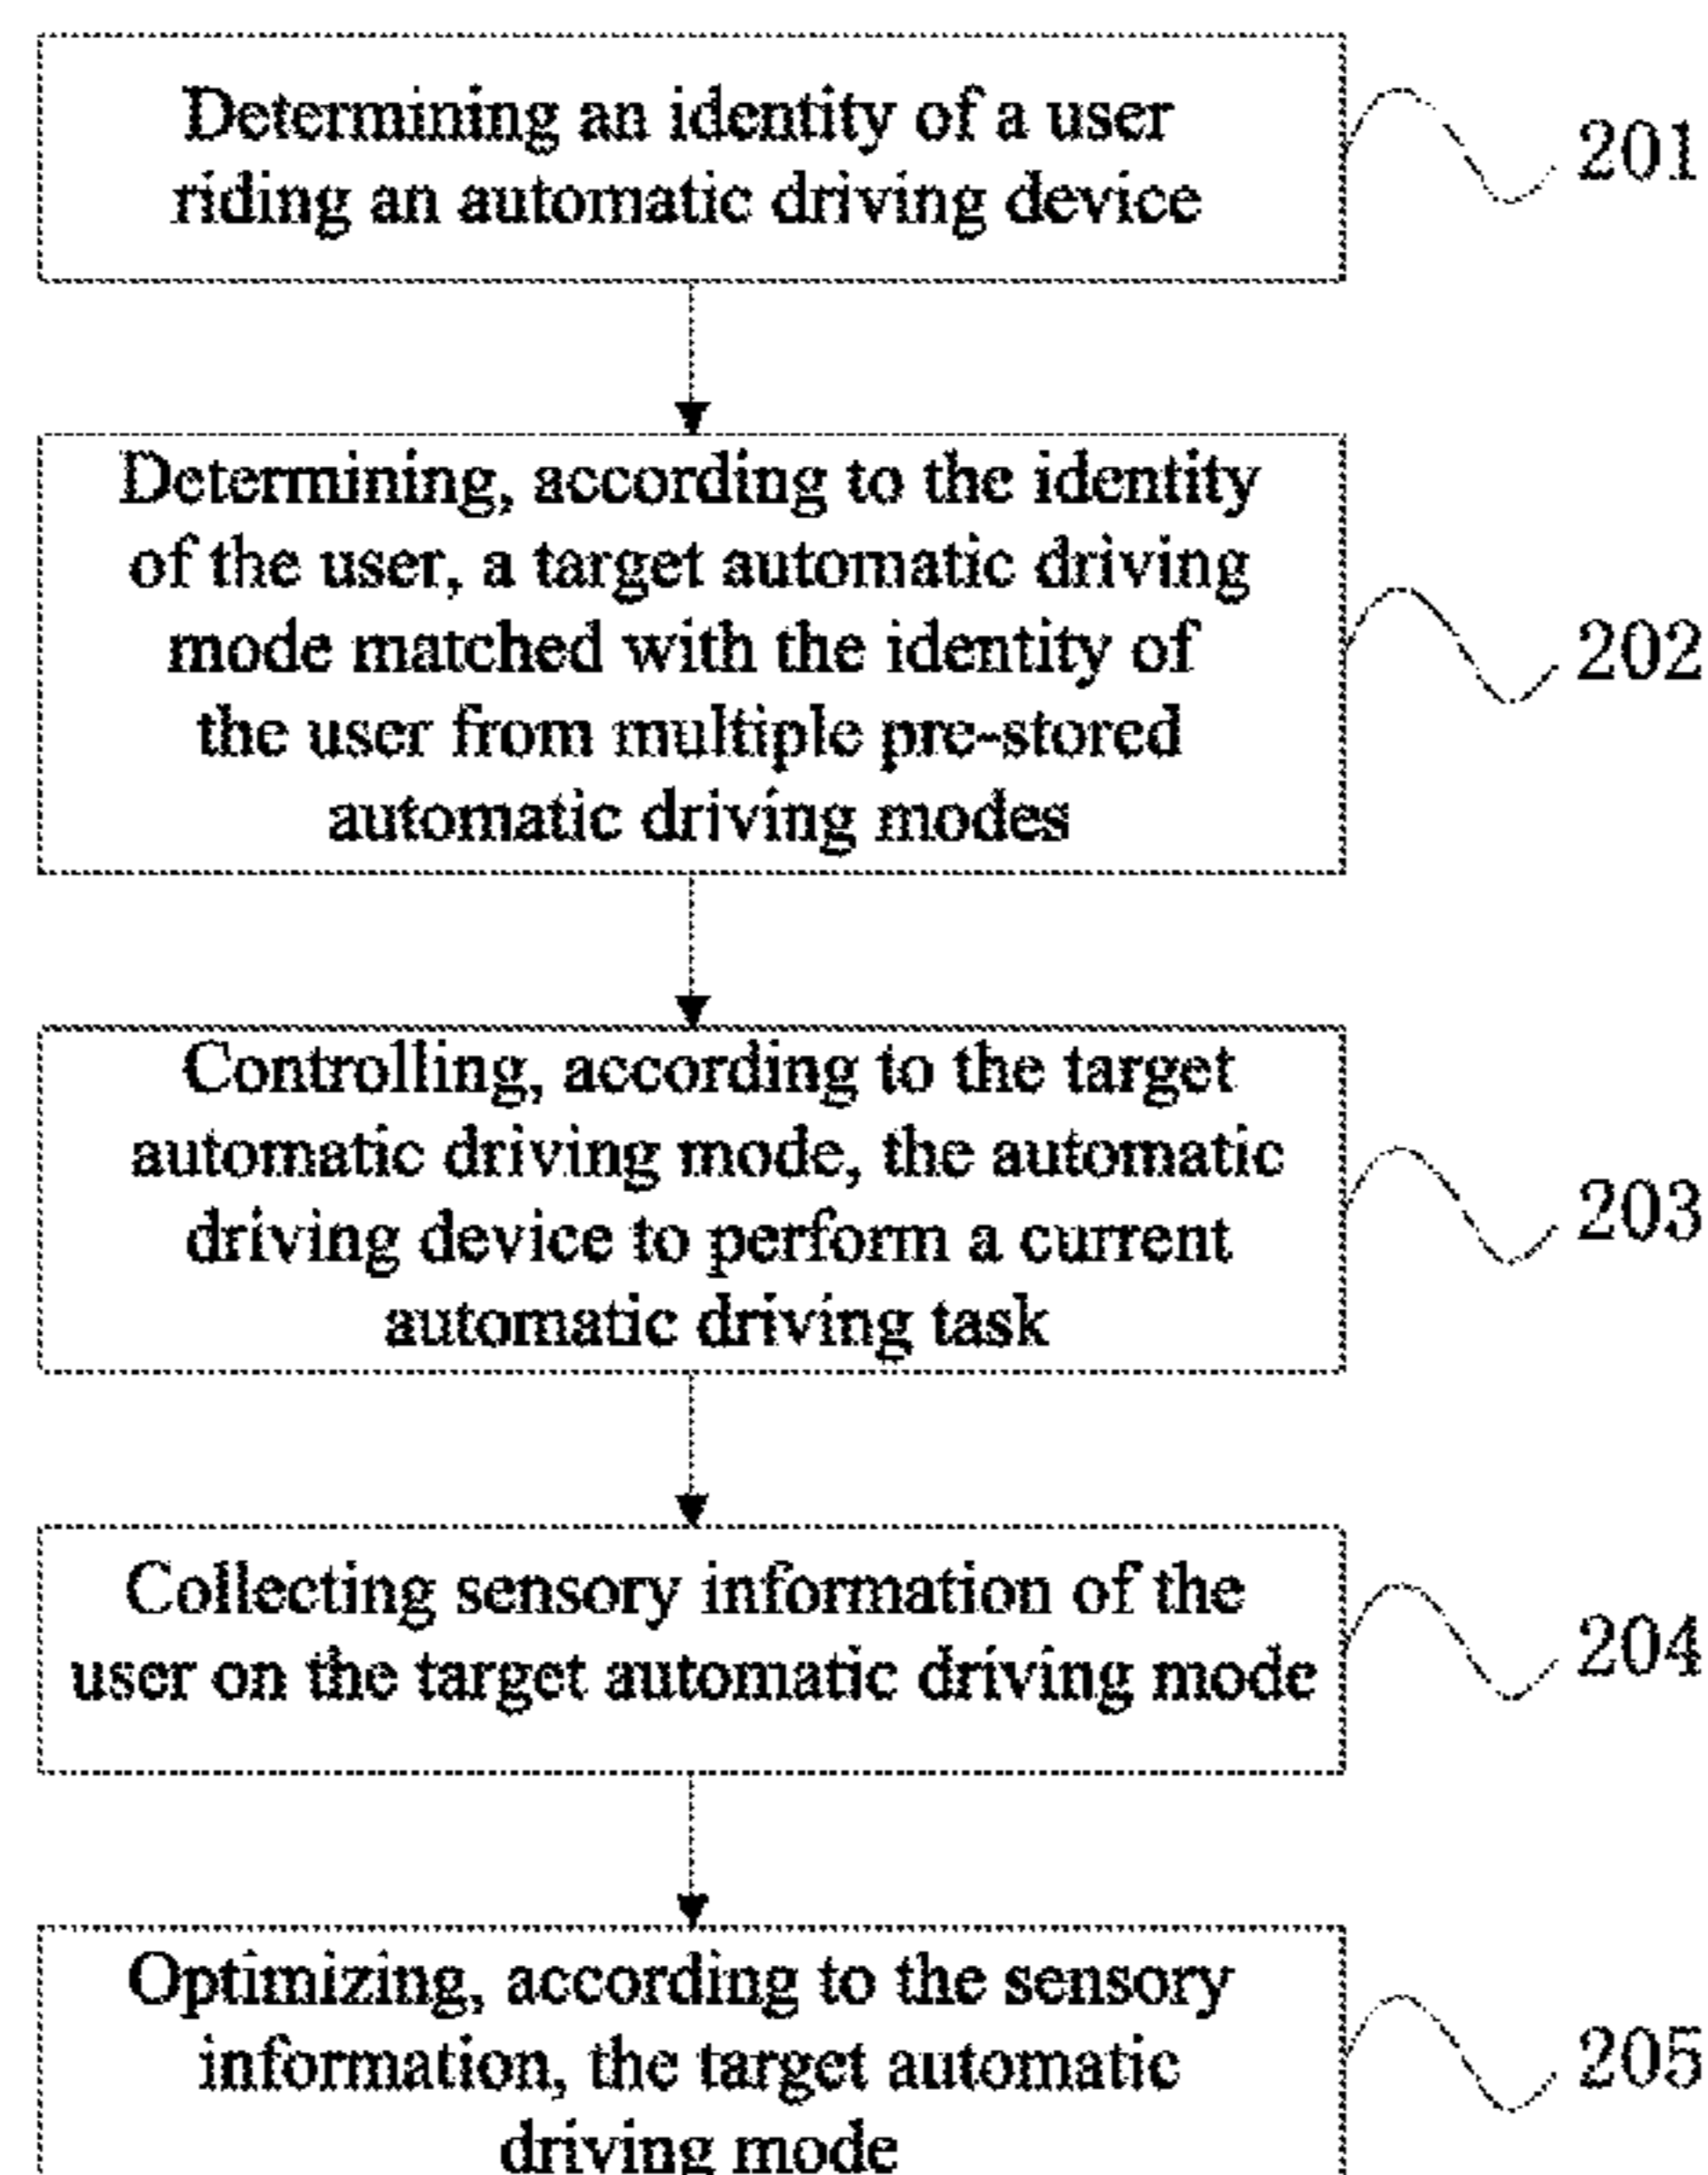 Determining an identity of a user
riding an automatic driving device
201
Determining, according to the identity
of the user, a target automatic driving
mode matched with the identity of
the user from multiple pre-stored
automatic driving modes
202
Controlling, according to the target
automatic driving mode, the automatic
driving device to perform a current
automatic driving task
203
Collecting sensory information of the
user on the target automatic driving mode
204
Optimizing, according to the sensory
information, the target automatic
driving mode
205